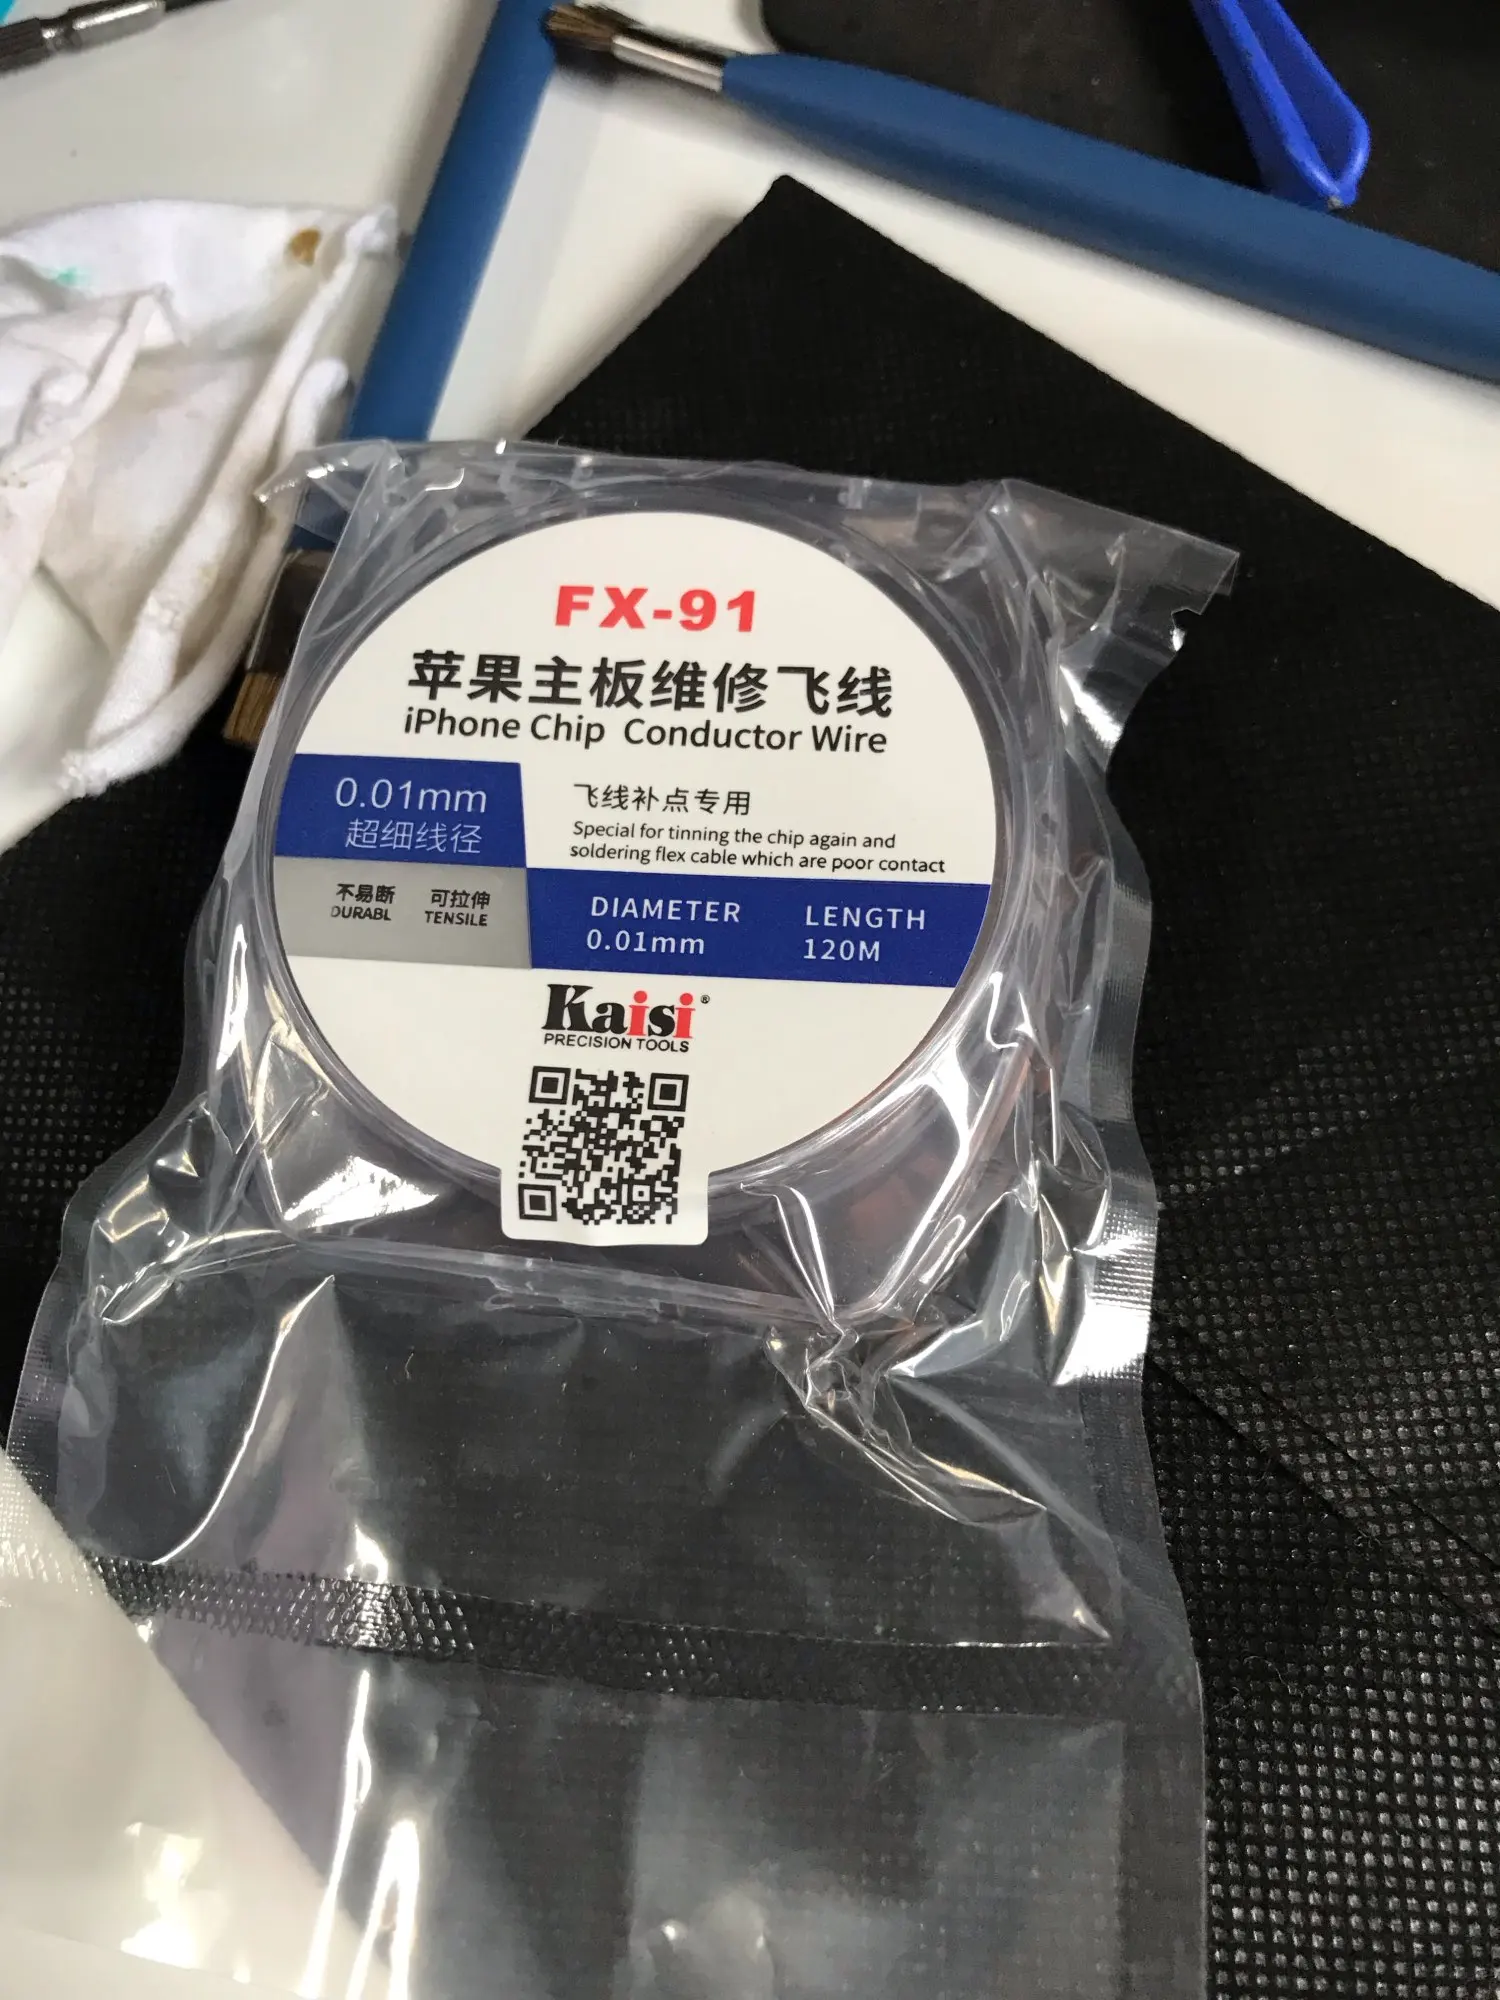 FX-91
苹果主板维修飞线
iPhone Chip Conductor Wire
0.01mm
超细线径
飞线补点专用
Special for tinning the chip again and
soldering flex cable which are poor contact
不易断 可拉伸
DURABL TENSILE
DIAMETER LENGTH
0.01mm 120M
Kaisi®
PRECISION TOOLS